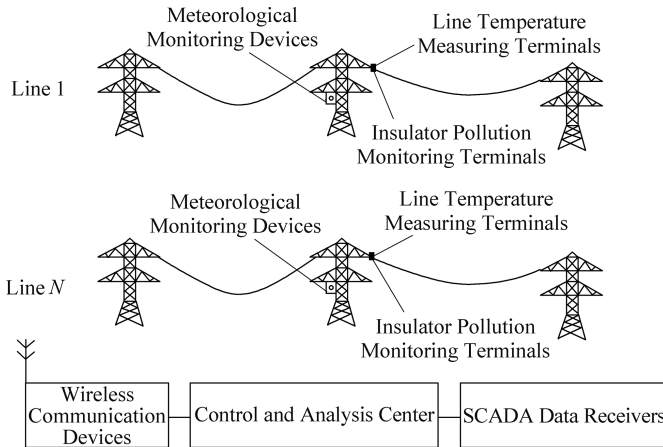 Meteorological
Monitoring Devices
Line Temperature
Measuring Terminals
Line 1
Insulator Pollution
Monitoring Terminals
Meteorological
Monitoring Devices
Line Temperature
Measuring Terminals
Line N
Insulator Pollution
Monitoring Terminals
Wireless
Communication
Devices
Control and Analysis Center
SCADA Data Receivers